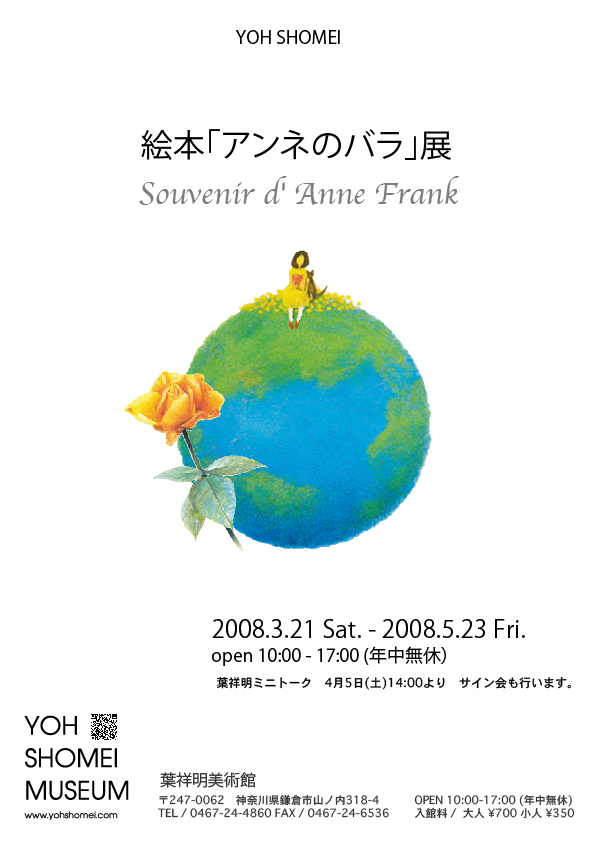 YOH SHOMEI
絵本「アンネのバラ」展
Souvenir d' Anne Frank
2008.3.21 Sat. - 2008.5.23 Fri.
open 10:00 - 17:00 (年中無休)
葉祥明ミニトーク　4月5日(土)14:00より　サイン会も行います。
YOH
SHOMEI
MUSEUM
www.yohshomei.com
葉祥明美術館
〒247-0062　神奈川県鎌倉市山ノ内318-4
TEL / 0467-24-4860 FAX / 0467-24-6536
OPEN 10:00-17:00 (年中無休)
入館料 / 大人 ¥700 小人 ¥350